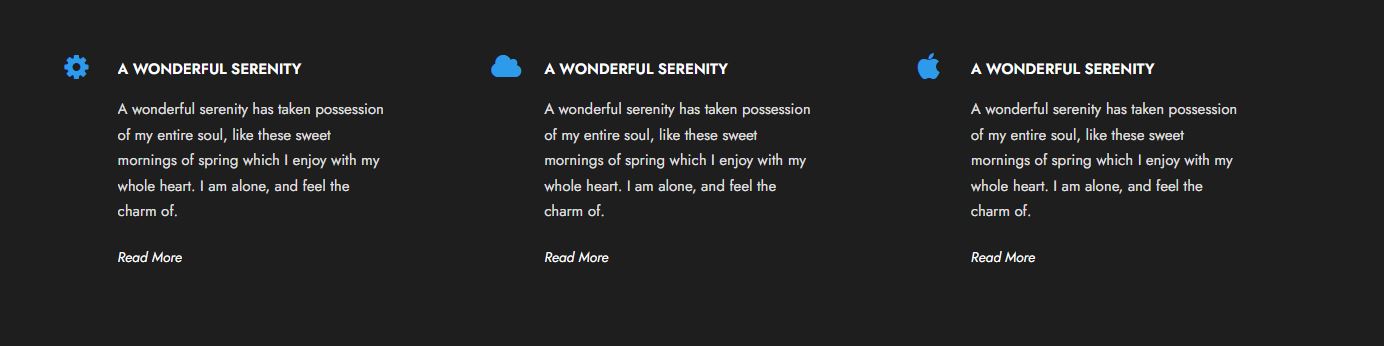 A WONDERFUL SERENITY
A wonderful serenity has taken possession
of my entire soul, like these sweet
mornings of spring which I enjoy with my
whole heart. I am alone, and feel the
charm of.
Read More
A WONDERFUL SERENITY
A wonderful serenity has taken possession
of my entire soul, like these sweet
mornings of spring which I enjoy with my
whole heart. I am alone, and feel the
charm of.
Read More
A WONDERFUL SERENITY
A wonderful serenity has taken possession
of my entire soul, like these sweet
mornings of spring which I enjoy with my
whole heart. I am alone, and feel the
charm of.
Read More